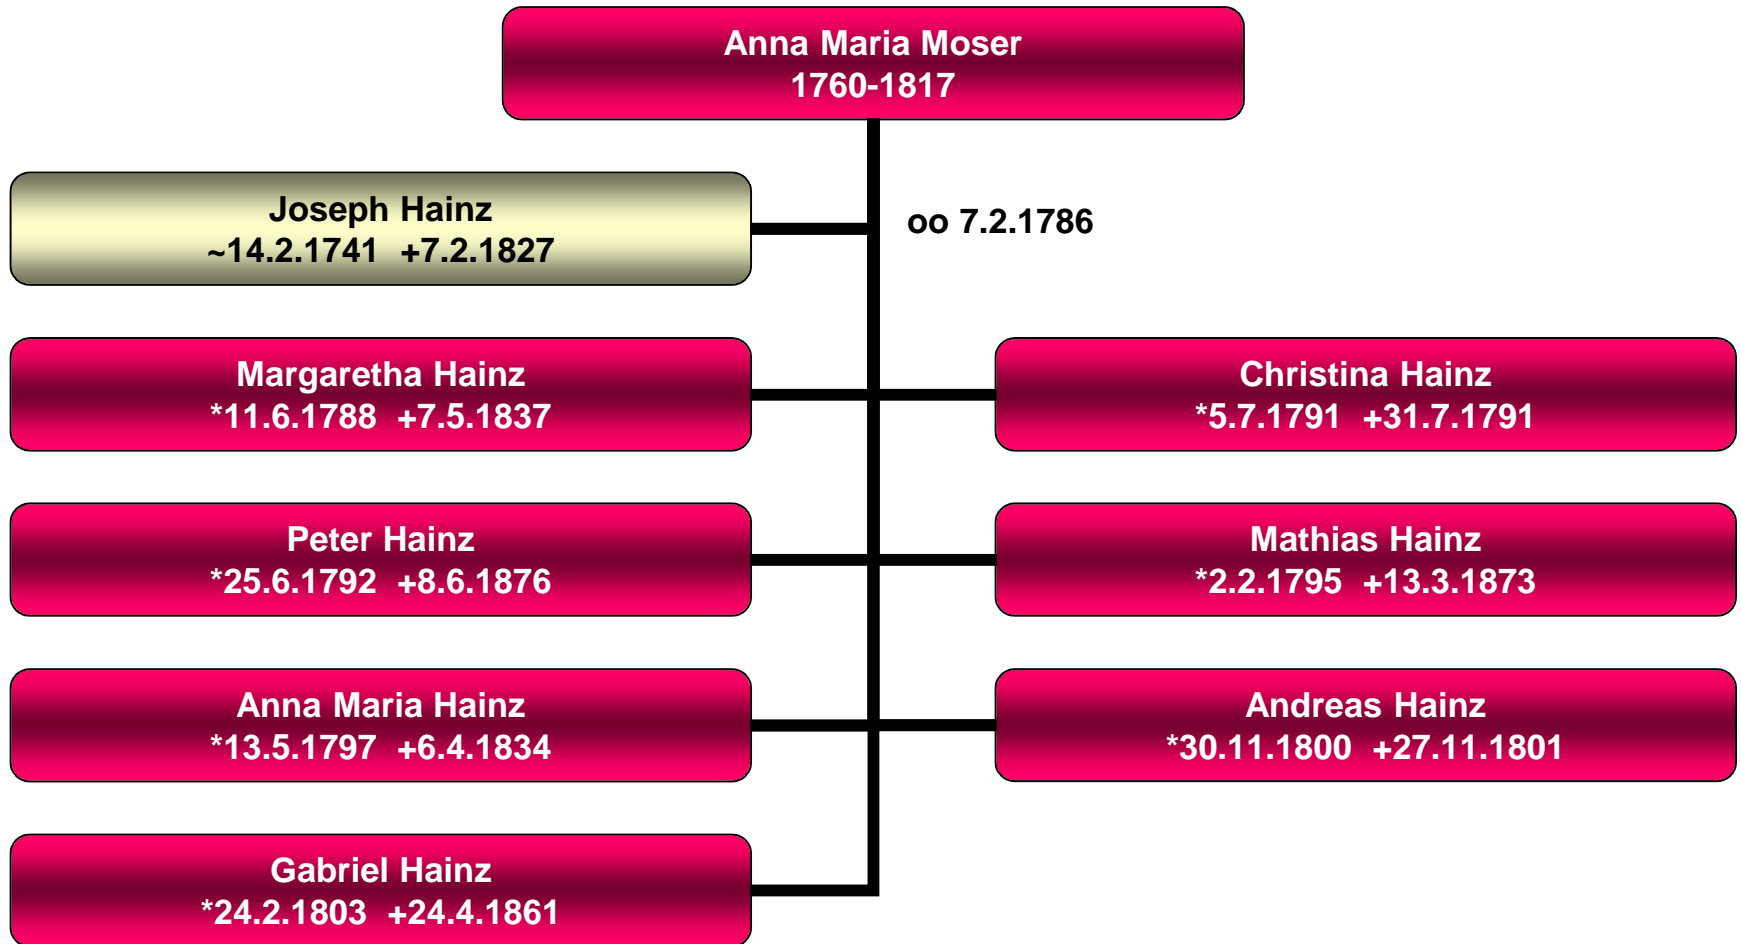 Anna Maria Moser
1760-1817
Joseph Hainz
~14.2.1741  +7.2.1827
oo 7.2.1786
Margaretha Hainz
*11.6.1788  +7.5.1837
Christina Hainz
*5.7.1791  +31.7.1791
Peter Hainz
*25.6.1792  +8.6.1876
Mathias Hainz
*2.2.1795  +13.3.1873
Anna Maria Hainz
*13.5.1797  +6.4.1834
Andreas Hainz
*30.11.1800  +27.11.1801
Gabriel Hainz
*24.2.1803  +24.4.1861